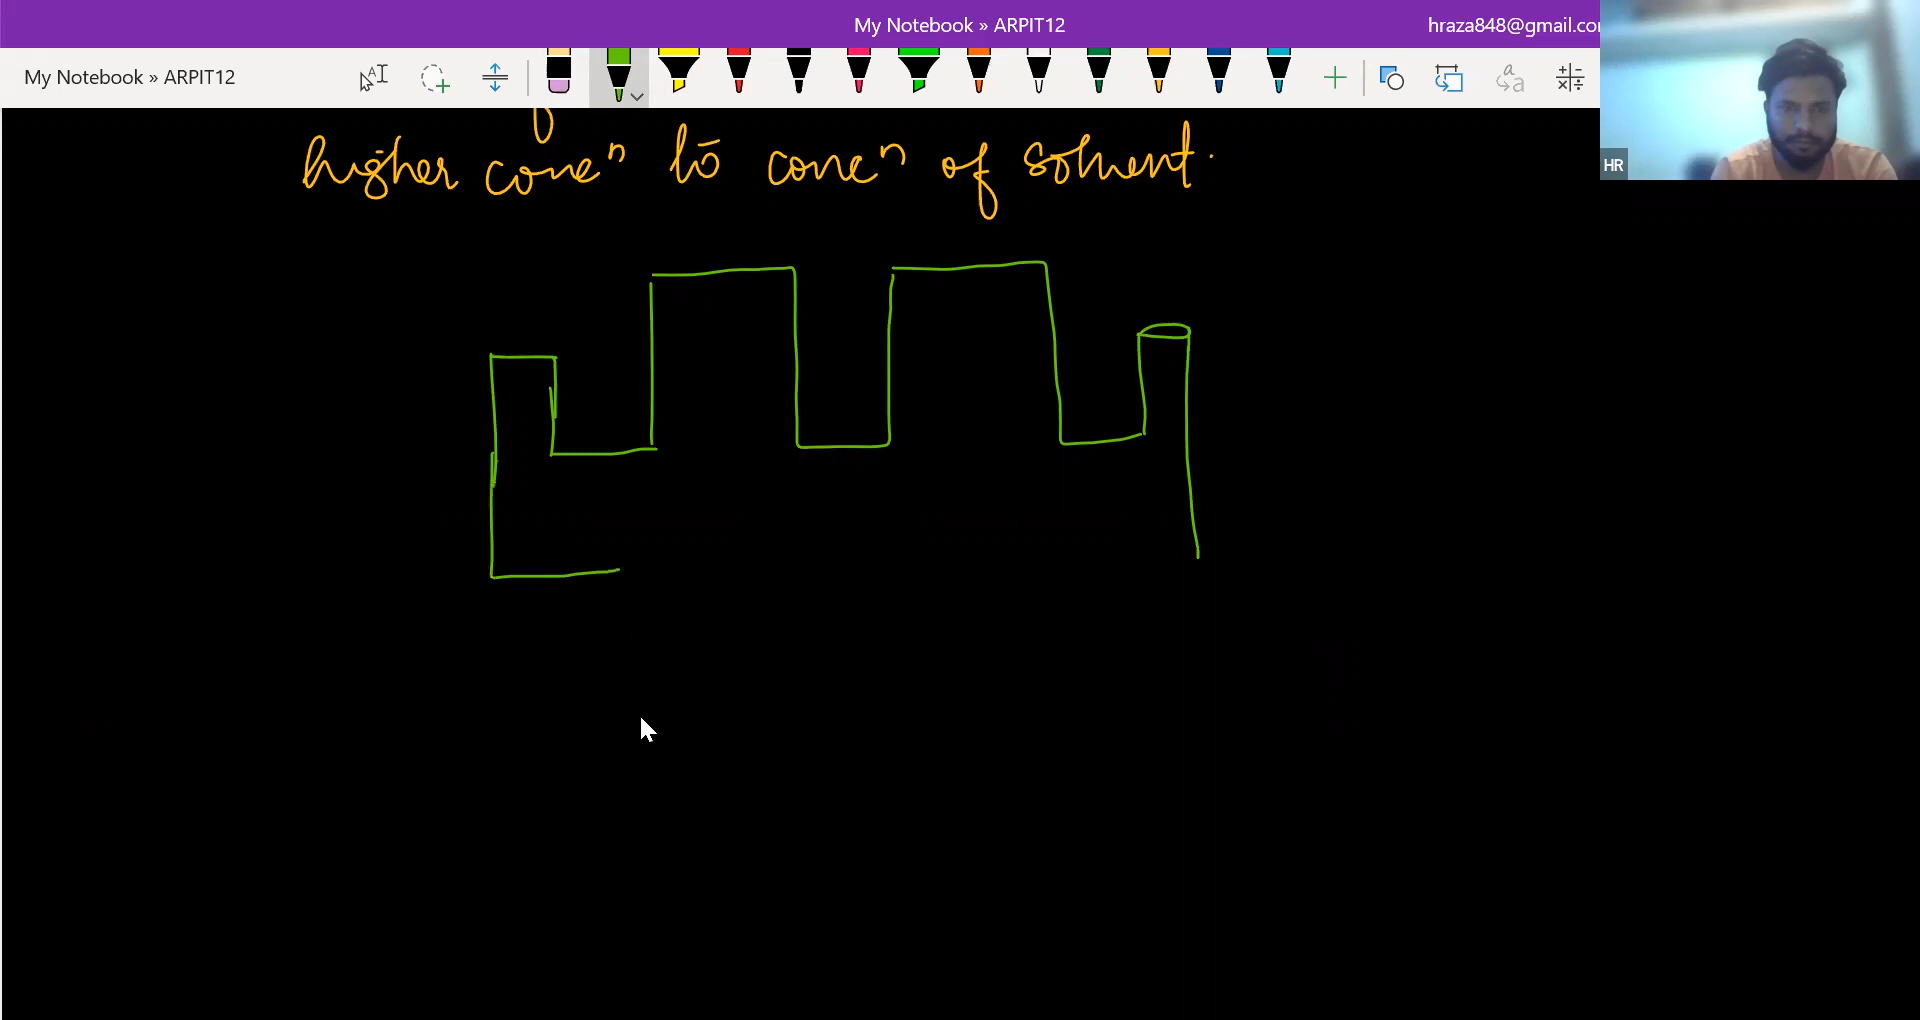 My Notebook » ARPIT12
hraza848@gmail.co
My Notebook » ARPIT12
HR
higher concⁿ to concⁿ of solvent.